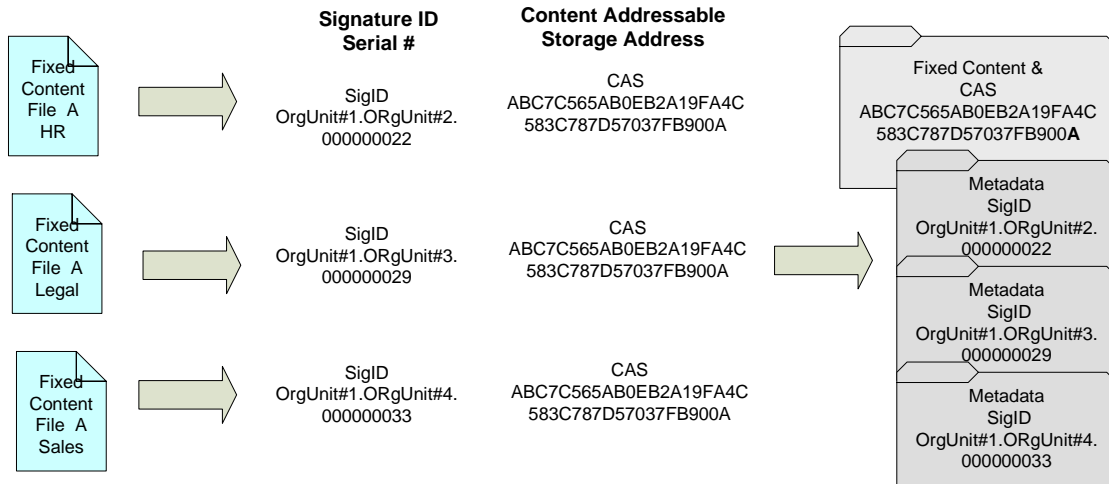 Signature ID
Serial #
Content Addressable
Storage Address
Fixed
Content
File A
HR
SigID
OrgUnit#1.ORgUnit#2.
000000022
CAS
ABC7C565AB0EB2A19FA4C
583C787D57037FB900A
Fixed Content &
CAS
ABC7C565AB0EB2A19FA4C
583C787D57037FB900A
Fixed
Content
File A
Legal
SigID
OrgUnit#1.ORgUnit#3.
000000029
CAS
ABC7C565AB0EB2A19FA4C
583C787D57037FB900A
Metadata
SigID
OrgUnit#1.ORgUnit#2.
000000022
Metadata
SigID
OrgUnit#1.ORgUnit#3.
000000029
Fixed
Content
File A
Sales
SigID
OrgUnit#1.ORgUnit#4.
000000033
CAS
ABC7C565AB0EB2A19FA4C
583C787D57037FB900A
Metadata
SigID
OrgUnit#1.ORgUnit#4.
000000033